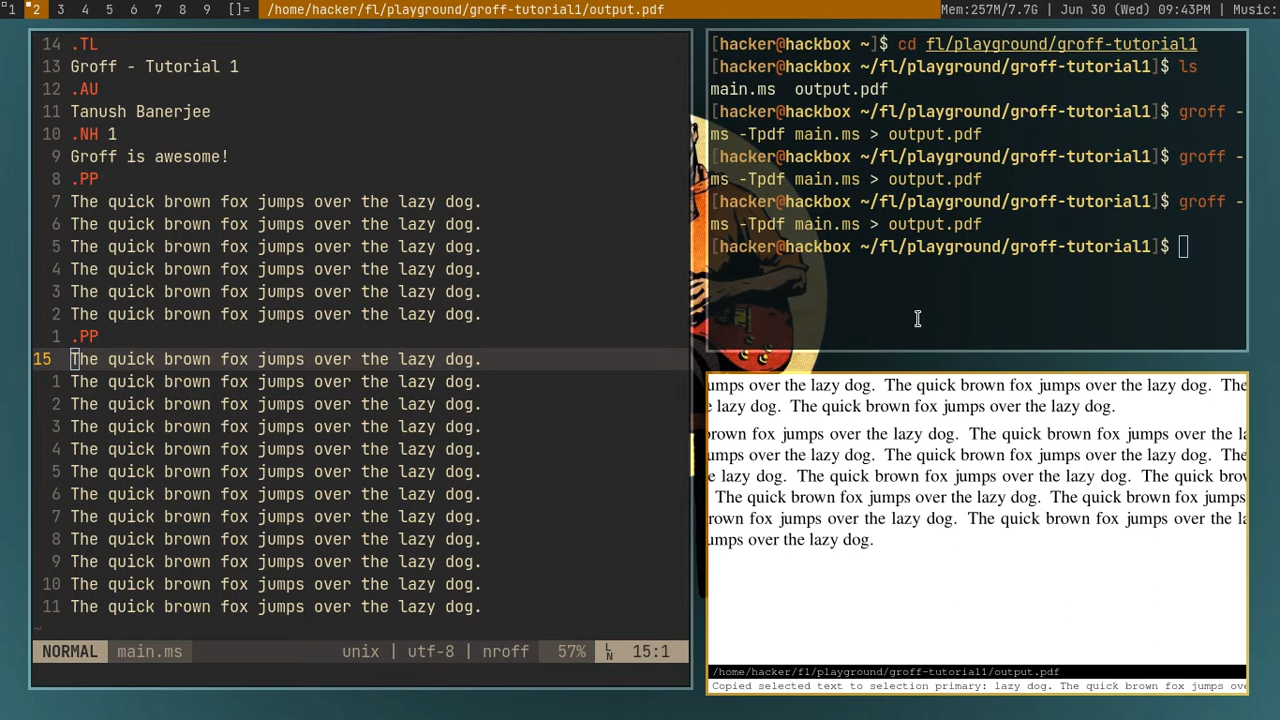 1 2 3 4 5 6 7 8 9 []= /home/hacker/fl/playground/groff-tutorial1/output.pdf Mem:257M/7.7G | Jun 30 (Wed) 09:43PM | Music:
14 .TL
13 Groff - Tutorial 1
12 .AU
11 Tanush Banerjee
10 .NH 1
9 Groff is awesome!
8 .PP
7 The quick brown fox jumps over the lazy dog.
6 The quick brown fox jumps over the lazy dog.
5 The quick brown fox jumps over the lazy dog.
4 The quick brown fox jumps over the lazy dog.
3 The quick brown fox jumps over the lazy dog.
2 The quick brown fox jumps over the lazy dog.
1 .PP
15 The quick brown fox jumps over the lazy dog.
1 The quick brown fox jumps over the lazy dog.
2 The quick brown fox jumps over the lazy dog.
3 The quick brown fox jumps over the lazy dog.
4 The quick brown fox jumps over the lazy dog.
5 The quick brown fox jumps over the lazy dog.
6 The quick brown fox jumps over the lazy dog.
7 The quick brown fox jumps over the lazy dog.
8 The quick brown fox jumps over the lazy dog.
9 The quick brown fox jumps over the lazy dog.
10 The quick brown fox jumps over the lazy dog.
11 The quick brown fox jumps over the lazy dog.
~
NORMAL main.ms unix | utf-8 | nroff 57% LN 15:1
[hacker@hackbox ~]$ cd fl/playground/groff-tutorial1
[hacker@hackbox ~/fl/playground/groff-tutorial1]$ ls
main.ms output.pdf
[hacker@hackbox ~/fl/playground/groff-tutorial1]$ groff -
ms -Tpdf main.ms > output.pdf
[hacker@hackbox ~/fl/playground/groff-tutorial1]$ groff -
ms -Tpdf main.ms > output.pdf
[hacker@hackbox ~/fl/playground/groff-tutorial1]$ groff -
ms -Tpdf main.ms > output.pdf
[hacker@hackbox ~/fl/playground/groff-tutorial1]$
umps over the lazy dog. The quick brown fox jumps over the lazy dog. The
e lazy dog. The quick brown fox jumps over the lazy dog.
brown fox jumps over the lazy dog. The quick brown fox jumps over the la
umps over the lazy dog. The quick brown fox jumps over the lazy dog. The
e lazy dog. The quick brown fox jumps over the lazy dog. The quick brow
The quick brown fox jumps over the lazy dog. The quick brown fox jumps
rown fox jumps over the lazy dog. The quick brown fox jumps over the la
umps over the lazy dog.
/home/hacker/fl/playground/groff-tutorial1/output.pdf
Copied selected text to selection primary: lazy dog. The quick brown fox jumps ove